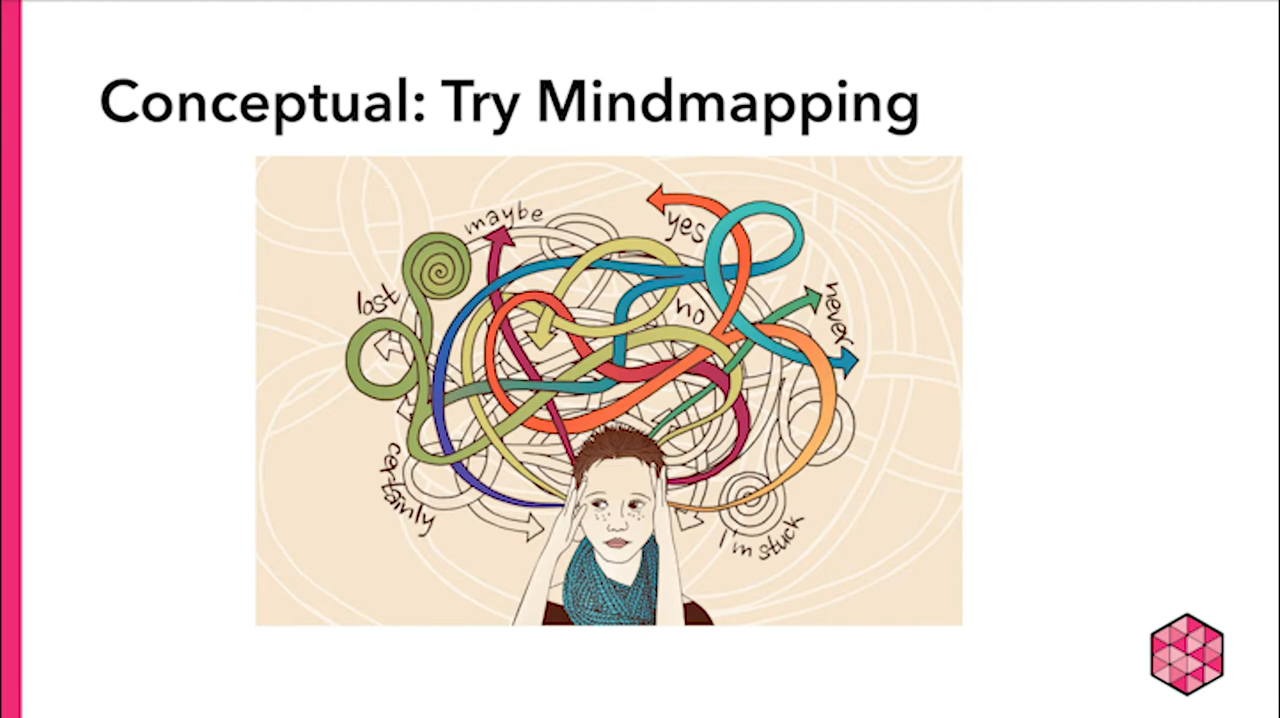 Conceptual: Try Mindmapping
maybe
yes
lost
no
never
certainly
I'm stuck